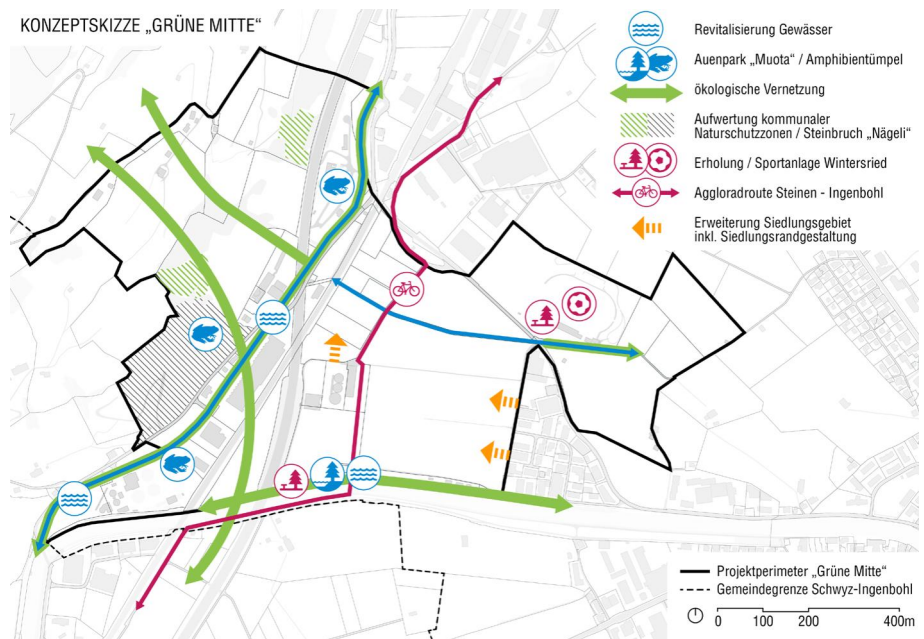 KONZEPTSKIZZE „GRÜNE MITTE“
Revitalisierung Gewässer
Auenpark „Muota“ / Amphibientümpel
ökologische Vernetzung
Aufwertung kommunaler
Naturschutzzonen / Steinbruch „Nägeli“
Erholung / Sportanlage Wintersried
Aggloradroute Steinen - Ingenbohl
Erweiterung Siedlungsgebiet
inkl. Siedlungsrandgestaltung
Projektperimeter „Grüne Mitte“
Gemeindegrenze Schwyz-Ingenbohl
0 100 200 400m